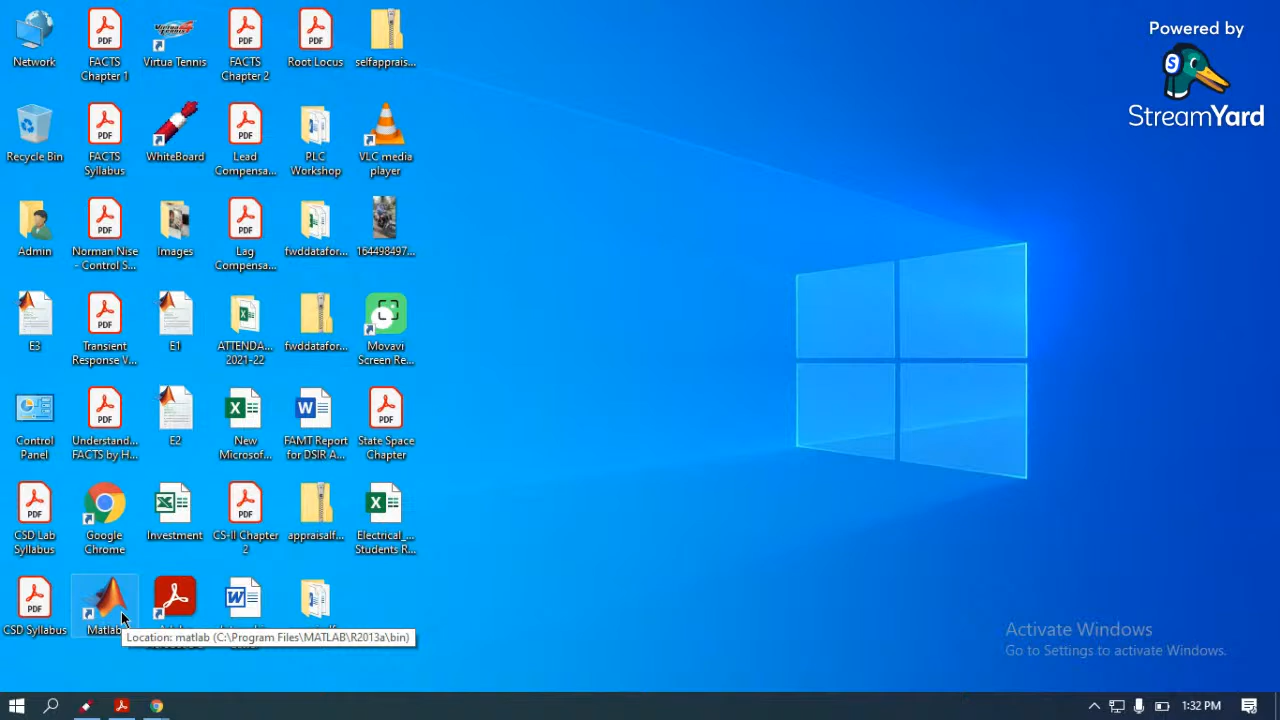 Network
FACTS
Chapter 1
Virtua Tennis
FACTS
Chapter 2
Root Locus
selfapprais...
Recycle Bin
FACTS
Syllabus
WhiteBoard
Lead
Compensa...
PLC
Workshop
VLC media
player
Admin
Norman Nise
- Control S...
Images
Lag
Compensa...
fwddatafor...
164498497...
E3
Transient
Response V...
E1
ATTENDA...
2021-22
fwddatafor...
Movavi
Screen Re...
Control
Panel
Understand...
FACTS by H...
E2
New
Microsof...
FAMT Report
for DSIR A...
State Space
Chapter
CSD Lab
Syllabus
Google
Chrome
Investment
CS-II Chapter
2
appraisalf...
Electrical_...
Students R...
CSD Syllabus
Matlab
Location: matlab (C:\Program Files\MATLAB\R2013a\bin)
Powered by
StreamYard
Activate Windows
Go to Settings to activate Windows.
1:32 PM